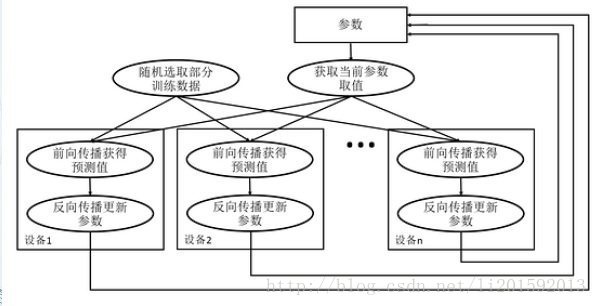 参数
随机选取部分
训练数据
获取当前参数
取值
前向传播获得
预测值
反向传播更新
参数
设备1
前向传播获得
预测值
反向传播更新
参数
设备2
前向传播获得
预测值
反向传播更新
参数
设备n
http://blog.csdn.net/li201592013